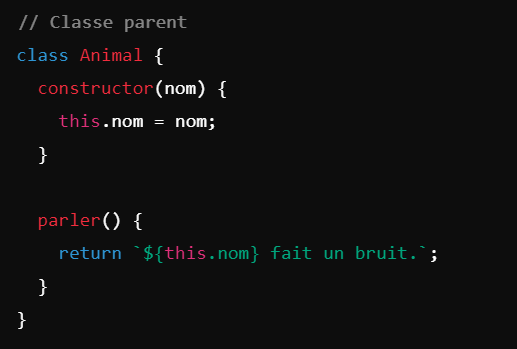 // Classe parent
class Animal {
  constructor(nom) {
    this.nom = nom;
  }

  parler() {
    return `${this.nom} fait un bruit.`;
  }
}